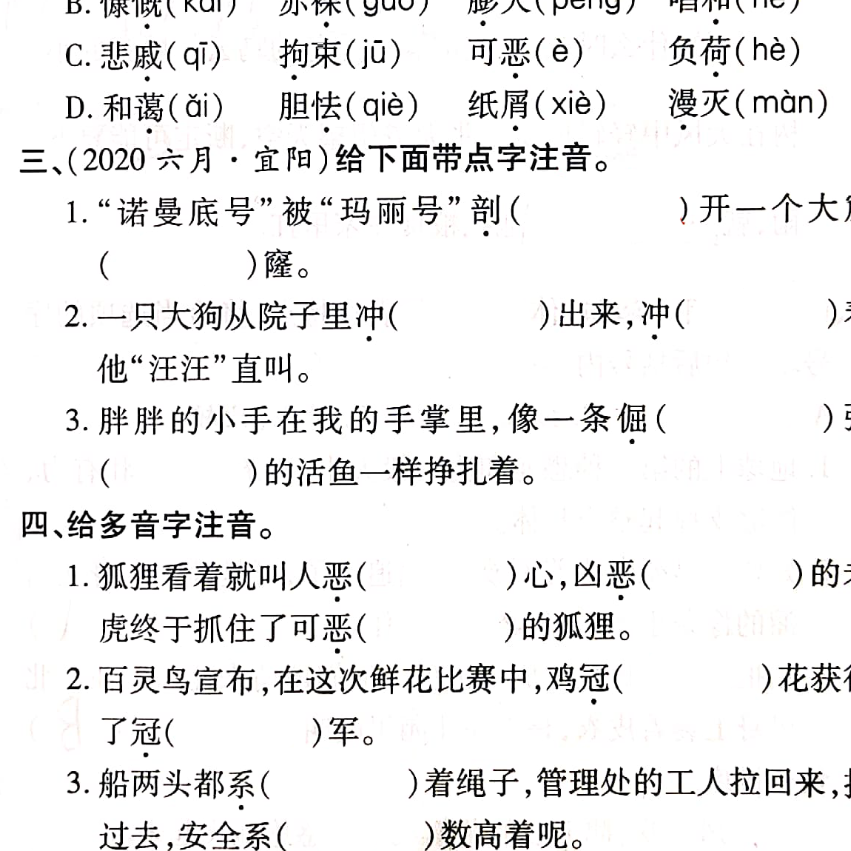 B. 慷慨(kǎi) 赤裸(guǒ) 膨大(péng) 唱和(hè)
C. 悲戚(qī) 拘束(jū) 可恶(è) 负荷(hè)
D. 和蔼(ǎi) 胆怯(qiè) 纸屑(xiè) 漫灭(màn)
三、(2020六月·宜阳)给下面带点字注音。
1.“诺曼底号”被“玛丽号”剖( )开一个大
( )窿。
2.一只大狗从院子里冲( )出来,冲( )
他“汪汪”直叫。
3.胖胖的小手在我的手掌里,像一条倔( )
( )的活鱼一样挣扎着。
四、给多音字注音。
1.狐狸看着就叫人恶( )心,凶恶( )的
虎终于抓住了可恶( )的狐狸。
2.百灵鸟宣布,在这次鲜花比赛中,鸡冠( )花获
了冠( )军。
3.船两头都系( )着绳子,管理处的工人拉回来,
过去,安全系( )数高着呢。